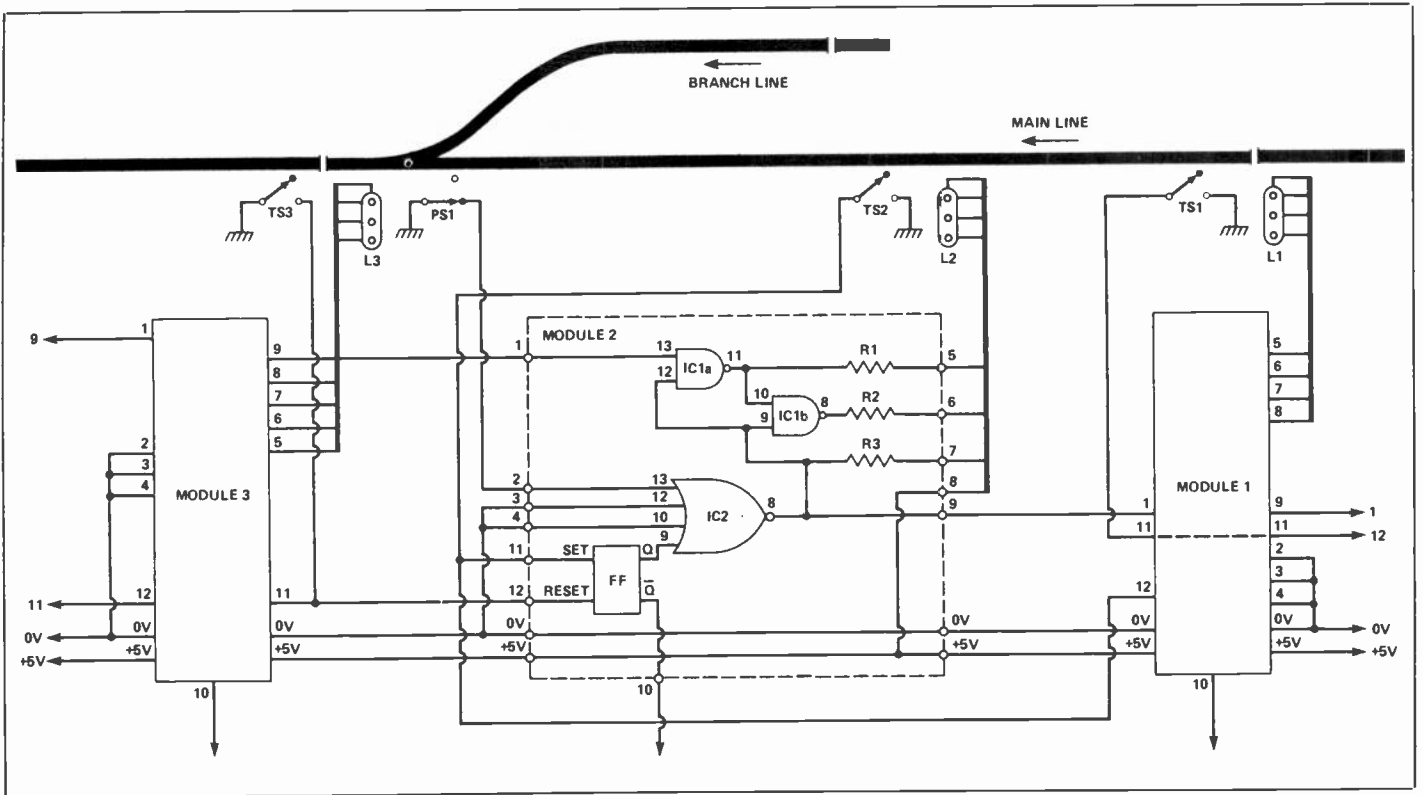 BRANCH LINE
MAIN LINE
TS3
L3
PS1
TS2
L2
TS1
L1
MODULE 3
1
9
2
3
4
12
11
0V
0V
+5V
+5V
10
9
8
7
6
5
11
0V
+5V
MODULE 2
1
2
3
4
11
12
0V
+5V
10
13
12
IC1a
11
10
9
IC1b
8
R1
R2
R3
5
6
7
8
9
13
12
10
9
IC2
8
SET
RESET
FF
Q
Q̅
0V
+5V
MODULE 1
1
11
12
0V
+5V
10
5
6
7
8
9
1
11
12
2
3
4
0V
0V
+5V
+5V